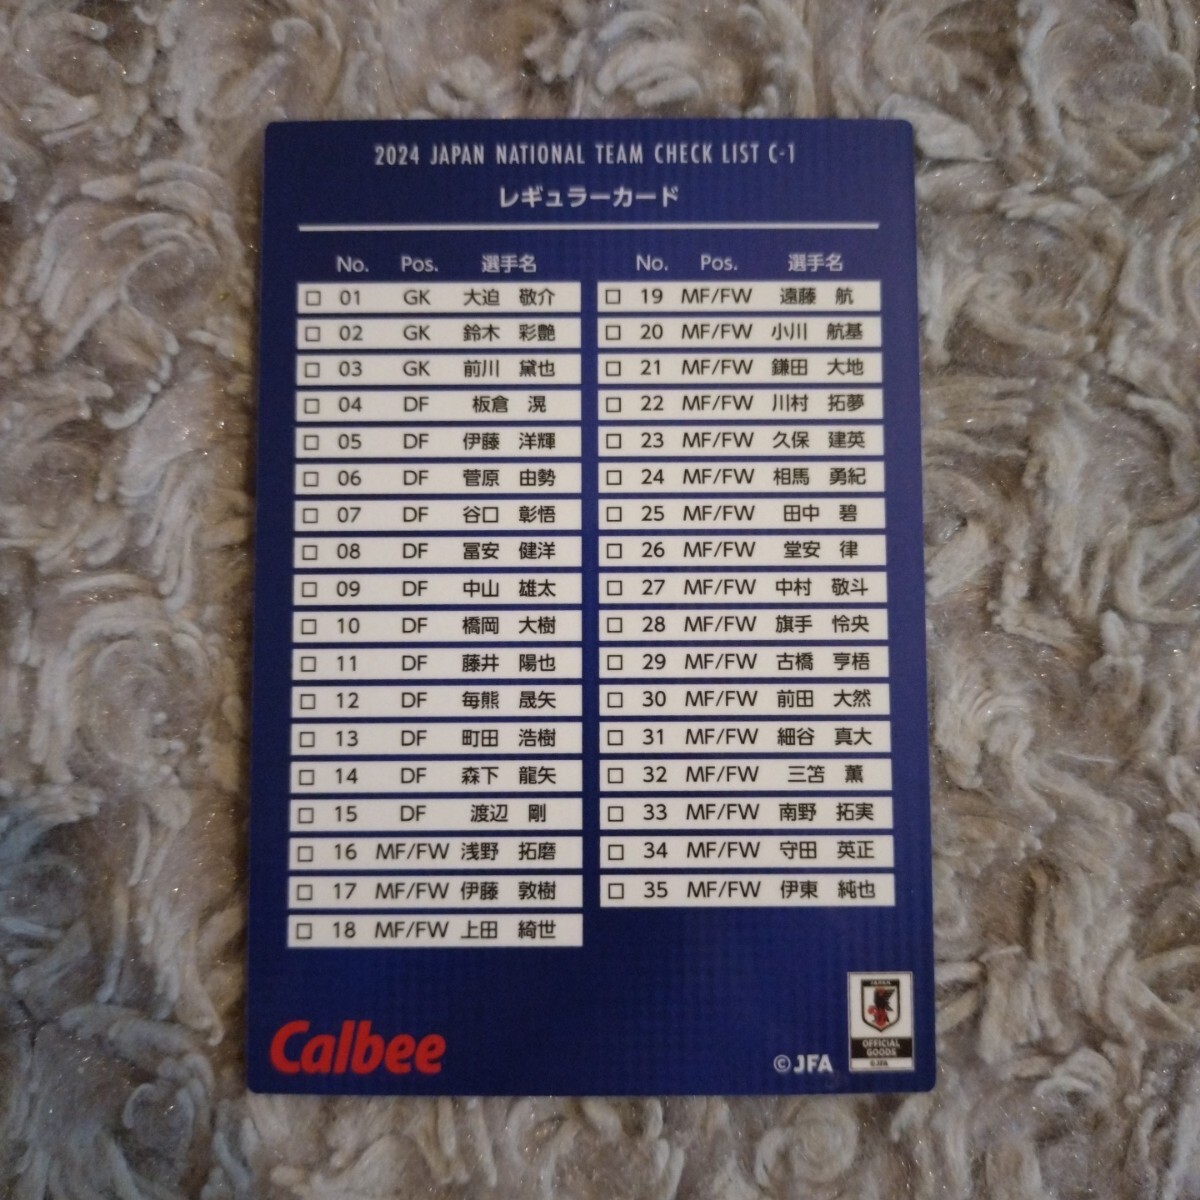 2024 JAPAN NATIONAL TEAM CHECK LIST C-1
レギュラーカード
No. Pos. 選手名
□ 01 GK 大迫 敬介
□ 02 GK 鈴木 彩艶
□ 03 GK 前川 黛也
□ 04 DF 板倉 滉
□ 05 DF 伊藤 洋輝
□ 06 DF 菅原 由勢
□ 07 DF 谷口 彰悟
□ 08 DF 冨安 健洋
□ 09 DF 中山 雄太
□ 10 DF 橋岡 大樹
□ 11 DF 藤井 陽也
□ 12 DF 毎熊 晟矢
□ 13 DF 町田 浩樹
□ 14 DF 森下 龍矢
□ 15 DF 渡辺 剛
□ 16 MF/FW 浅野 拓磨
□ 17 MF/FW 伊藤 敦樹
□ 18 MF/FW 上田 綺世
No. Pos. 選手名
□ 19 MF/FW 遠藤 航
□ 20 MF/FW 小川 航基
□ 21 MF/FW 鎌田 大地
□ 22 MF/FW 川村 拓夢
□ 23 MF/FW 久保 建英
□ 24 MF/FW 相馬 勇紀
□ 25 MF/FW 田中 碧
□ 26 MF/FW 堂安 律
□ 27 MF/FW 中村 敬斗
□ 28 MF/FW 旗手 怜央
□ 29 MF/FW 古橋 亨梧
□ 30 MF/FW 前田 大然
□ 31 MF/FW 細谷 真大
□ 32 MF/FW 三笘 薫
□ 33 MF/FW 南野 拓実
□ 34 MF/FW 守田 英正
□ 35 MF/FW 伊東 純也
Calbee
©JFA
JAPAN
OFFICIAL
GOODS
©JFA